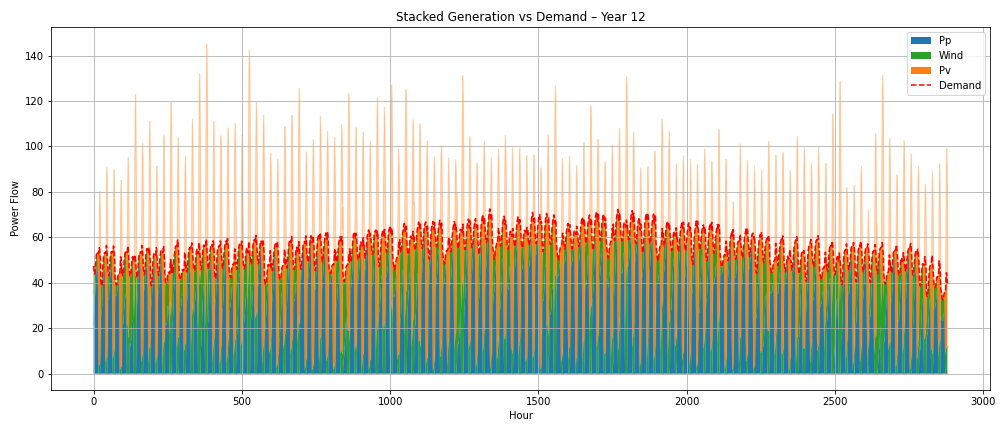 Stacked Generation vs Demand – Year 12
Pp
Wind
Pv
Demand
Power Flow
140
120
100
80
60
40
20
0
0 500 1000 1500 2000 2500 3000
Hour